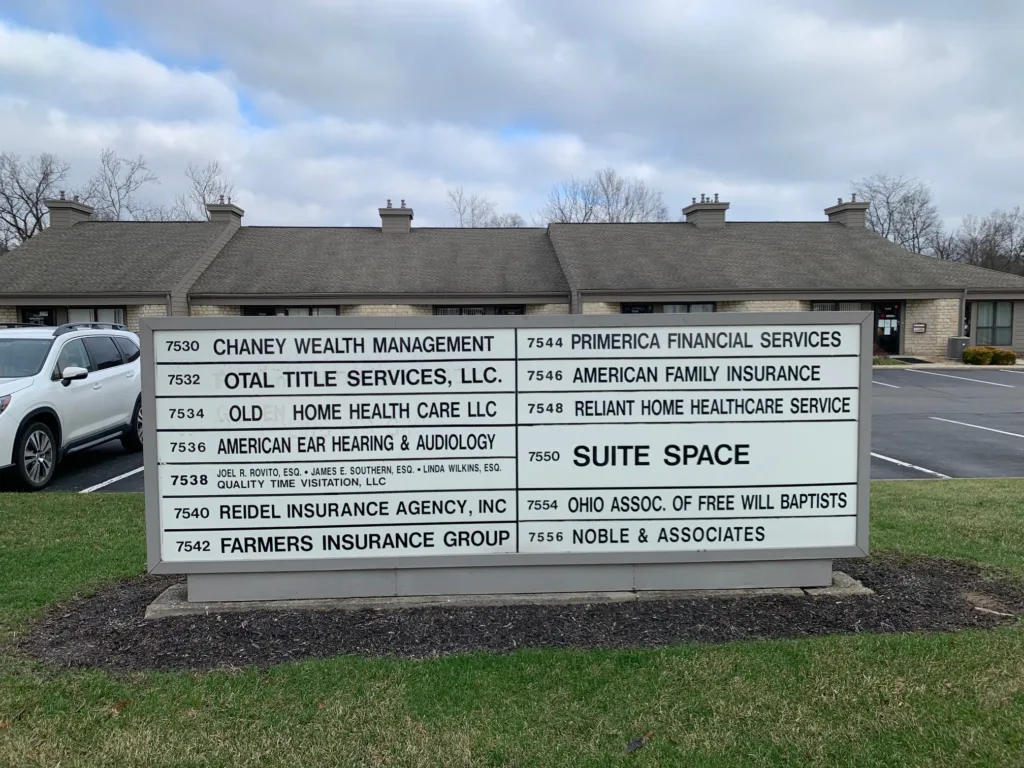 7530 CHANEY WEALTH MANAGEMENT
7532 OTAL TITLE SERVICES, LLC.
7534 OLD HOME HEALTH CARE LLC
7536 AMERICAN EAR HEARING & AUDIOLOGY
7538 JOEL R. ROVITO, ESQ. • JAMES E. SOUTHERN, ESQ. • LINDA WILKINS, ESQ.
QUALITY TIME VISITATION, LLC
7540 REIDEL INSURANCE AGENCY, INC
7542 FARMERS INSURANCE GROUP
7544 PRIMERICA FINANCIAL SERVICES
7546 AMERICAN FAMILY INSURANCE
7548 RELIANT HOME HEALTHCARE SERVICE
7550 SUITE SPACE
7554 OHIO ASSOC. OF FREE WILL BAPTISTS
7556 NOBLE & ASSOCIATES